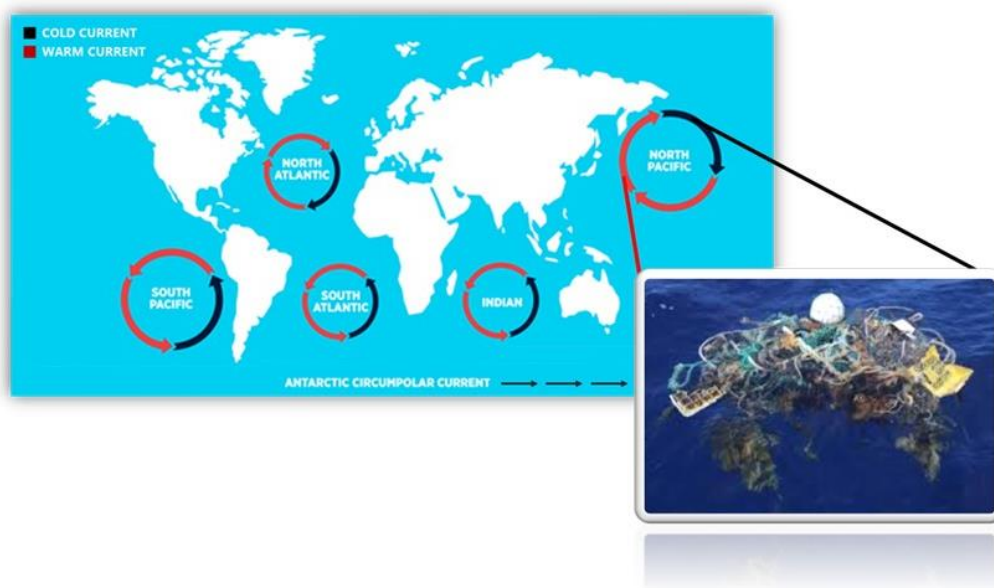 COLD CURRENT
WARM CURRENT
NORTH
ATLANTIC
NORTH
PACIFIC
SOUTH
PACIFIC
SOUTH
ATLANTIC
INDIAN
ANTARCTIC CIRCUMPOLAR CURRENT